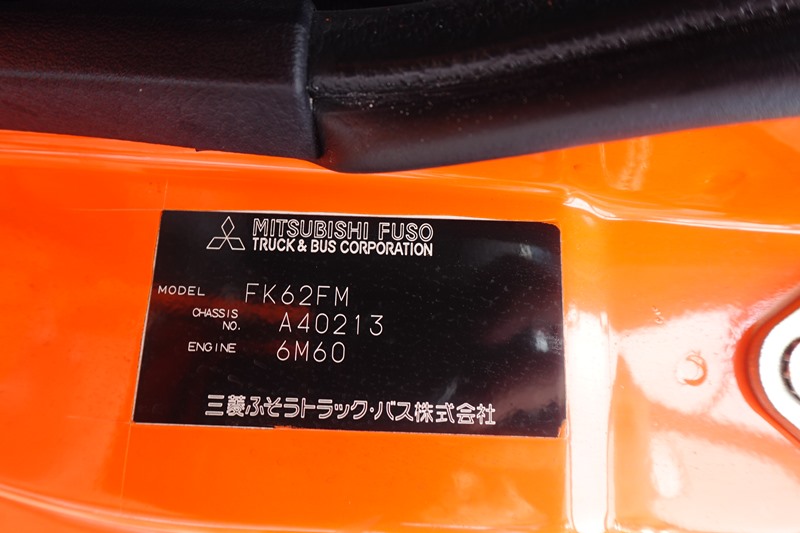 MITSUBISHI FUSO
TRUCK & BUS CORPORATION
MODEL FK62FM
CHASSIS NO. A40213
ENGINE 6M60
三菱ふそうトラック・バス株式会社